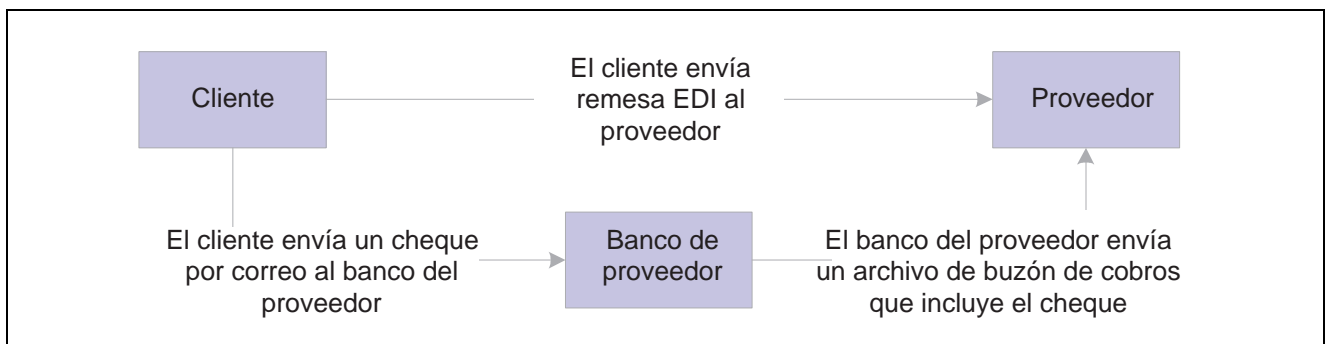 Cliente
El cliente envía
remesa EDI al
proveedor
Proveedor
El cliente envía un cheque
por correo al banco del
proveedor
Banco de
proveedor
El banco del proveedor envía
un archivo de buzón de cobros
que incluye el cheque